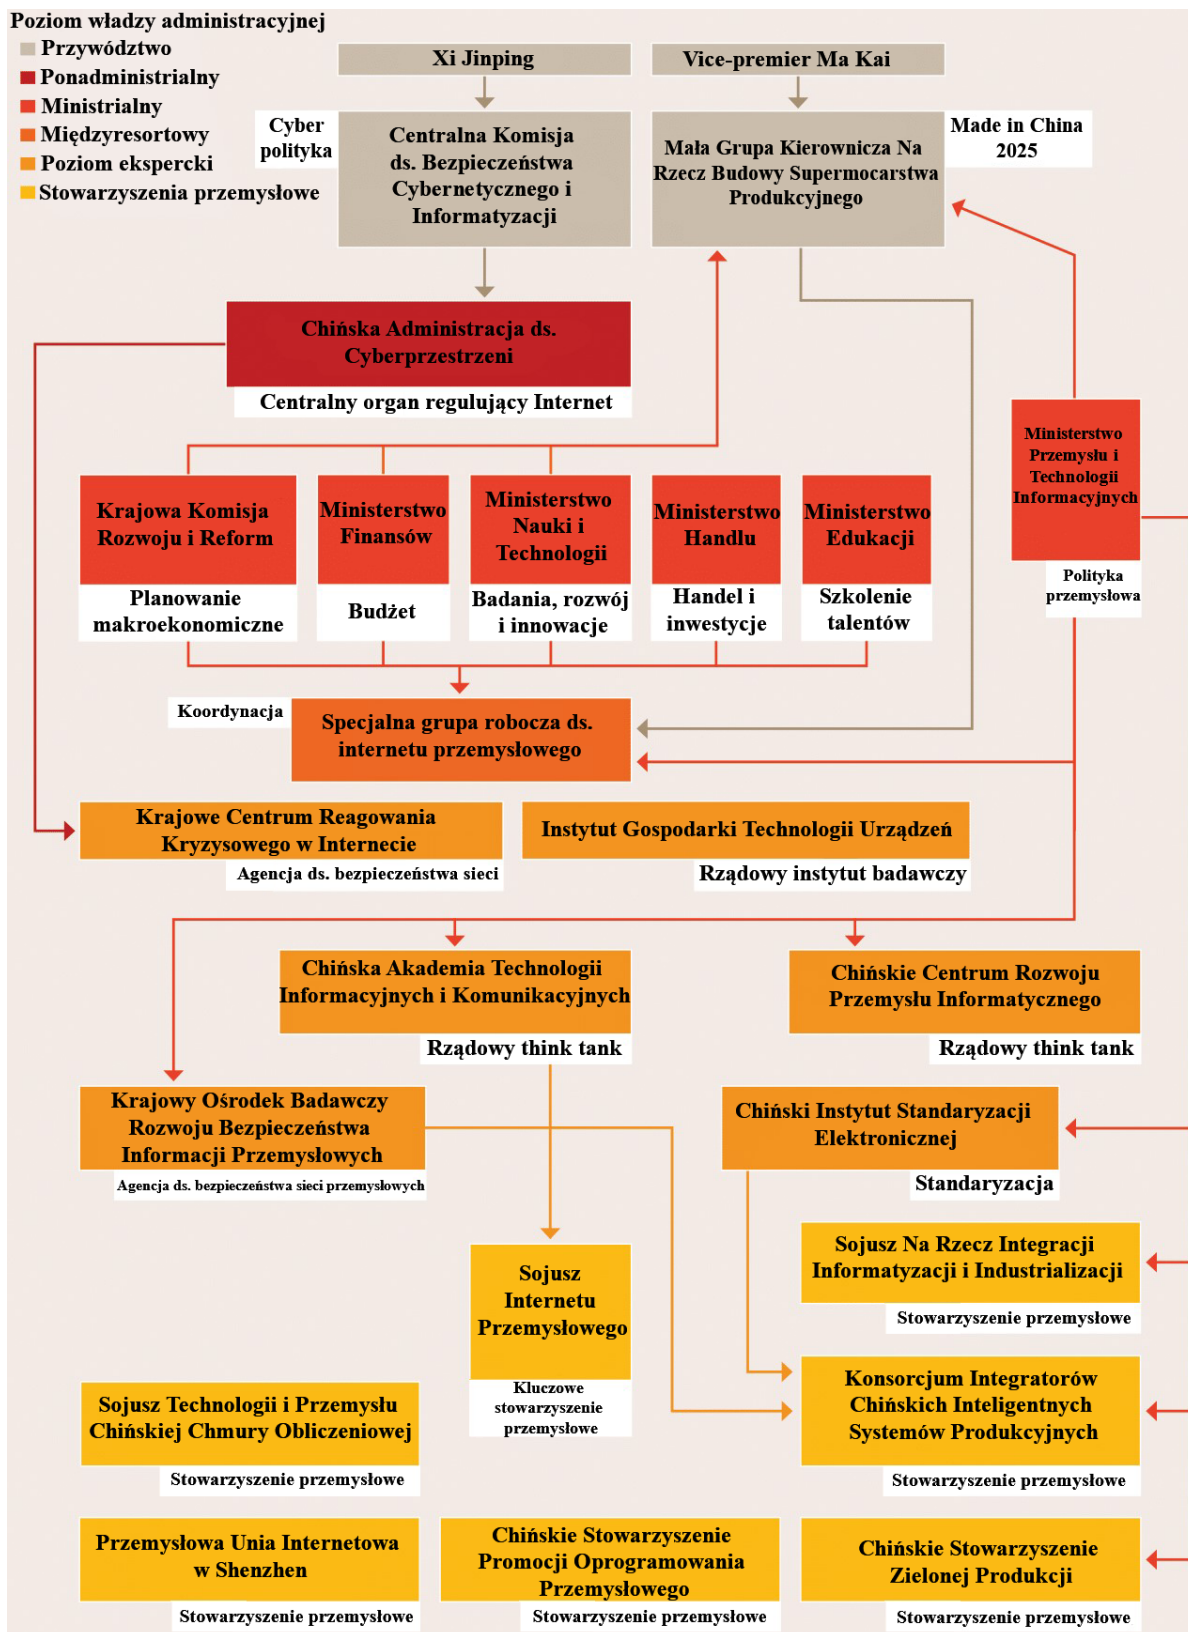 Poziom władzy administracyjnej
Przywództwo
Ponadministrialny
Ministrialny
Międzyresortowy
Poziom ekspercki
Stowarzyszenia przemysłowe
Xi Jinping
Vice-premier Ma Kai
Cyber
polityka
Centralna Komisja
ds. Bezpieczeństwa
Cybernetycznego i
Informatyzacji
Mała Grupa Kierownicza Na
Rzecz Budowy Supermocarstwa
Produkcyjnego
Made in China
2025
Chińska Administracja ds.
Cyberprzestrzeni
Centralny organ regulujący Internet
Ministerstwo
Przemysłu i
Technologii
Informacyjnych
Polityka
przemysłowa
Krajowa Komisja
Rozwoju i Reform
Planowanie
makroekonomiczne
Ministerstwo
Finansów
Budżet
Ministerstwo
Nauki i
Technologii
Badania, rozwój
i innowacje
Ministerstwo
Handlu
Handel i
inwestycje
Ministerstwo
Edukacji
Szkolenie
talentów
Koordynacja
Specjalna grupa robocza ds.
internetu przemysłowego
Krajowe Centrum Reagowania
Kryzysowego w Internecie
Agencja ds. bezpieczeństwa sieci
Instytut Gospodarki Technologii Urządzeń
Rządowy instytut badawczy
Chińska Akademia Technologii
Informacyjnych i Komunikacyjnych
Rządowy think tank
Chińskie Centrum Rozwoju
Przemysłu Informatycznego
Rządowy think tank
Krajowy Ośrodek Badawczy
Rozwoju Bezpieczeństwa
Informacji Przemysłowych
Agencja ds. bezpieczeństwa sieci przemysłowych
Chiński Instytut Standaryzacji
Elektronicznej
Standaryzacja
Sojusz
Internetu
Przemysłowego
Kluczowe
stowarzyszenie
przemysłowe
Sojusz Na Rzecz Integracji
Informatyzacji i Industrializacji
Stowarzyszenie przemysłowe
Konsorcjum Integratorów
Chińskich Inteligentnych
Systemów Produkcyjnych
Stowarzyszenie przemysłowe
Sojusz Technologii i Przemysłu
Chińskiej Chmury Obliczeniowej
Stowarzyszenie przemysłowe
Przemysłowa Unia Internetowa
w Shenzhen
Stowarzyszenie przemysłowe
Chińskie Stowarzyszenie
Promocji Oprogramowania
Przemysłowego
Stowarzyszenie przemysłowe
Chińskie Stowarzyszenie
Zielonej Produkcji
Stowarzyszenie przemysłowe